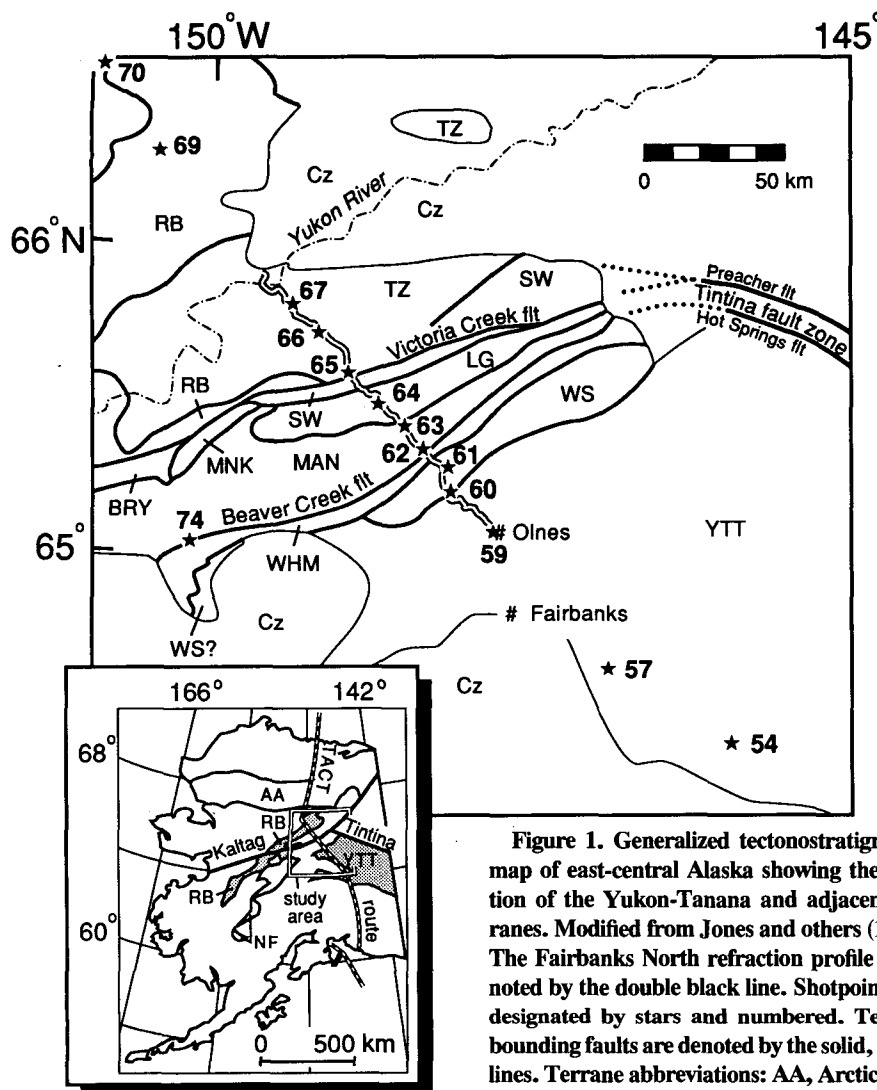 150°W
145°
70
69
TZ
Cz
0 50 km
Yukon River
Cz
RB
66°N
67
TZ
SW
Preacher flt
Tintina fault zone
Hot Springs flt
66
Victoria Creek flt
65
LG
RB
64
WS
SW
63
MNK
MAN
62
61
BRY
60
Beaver Creek flt
74
# Olnes
59
YTT
65°
WHM
WS?
Cz
# Fairbanks
57
Cz
54
166° 142°
68°
TACT
AA
RB
Kaltag
Tintina
YTT
RB
study
area
route
NF
60°
0 500 km
Figure 1. Generalized tectonostratigr
map of east-central Alaska showing the
tion of the Yukon-Tanana and adjacen
ranes. Modified from Jones and others (1
The Fairbanks North refraction profile
noted by the double black line. Shotpoin
designated by stars and numbered. Te
bounding faults are denoted by the solid,
lines. Terrane abbreviations: AA, Arctic